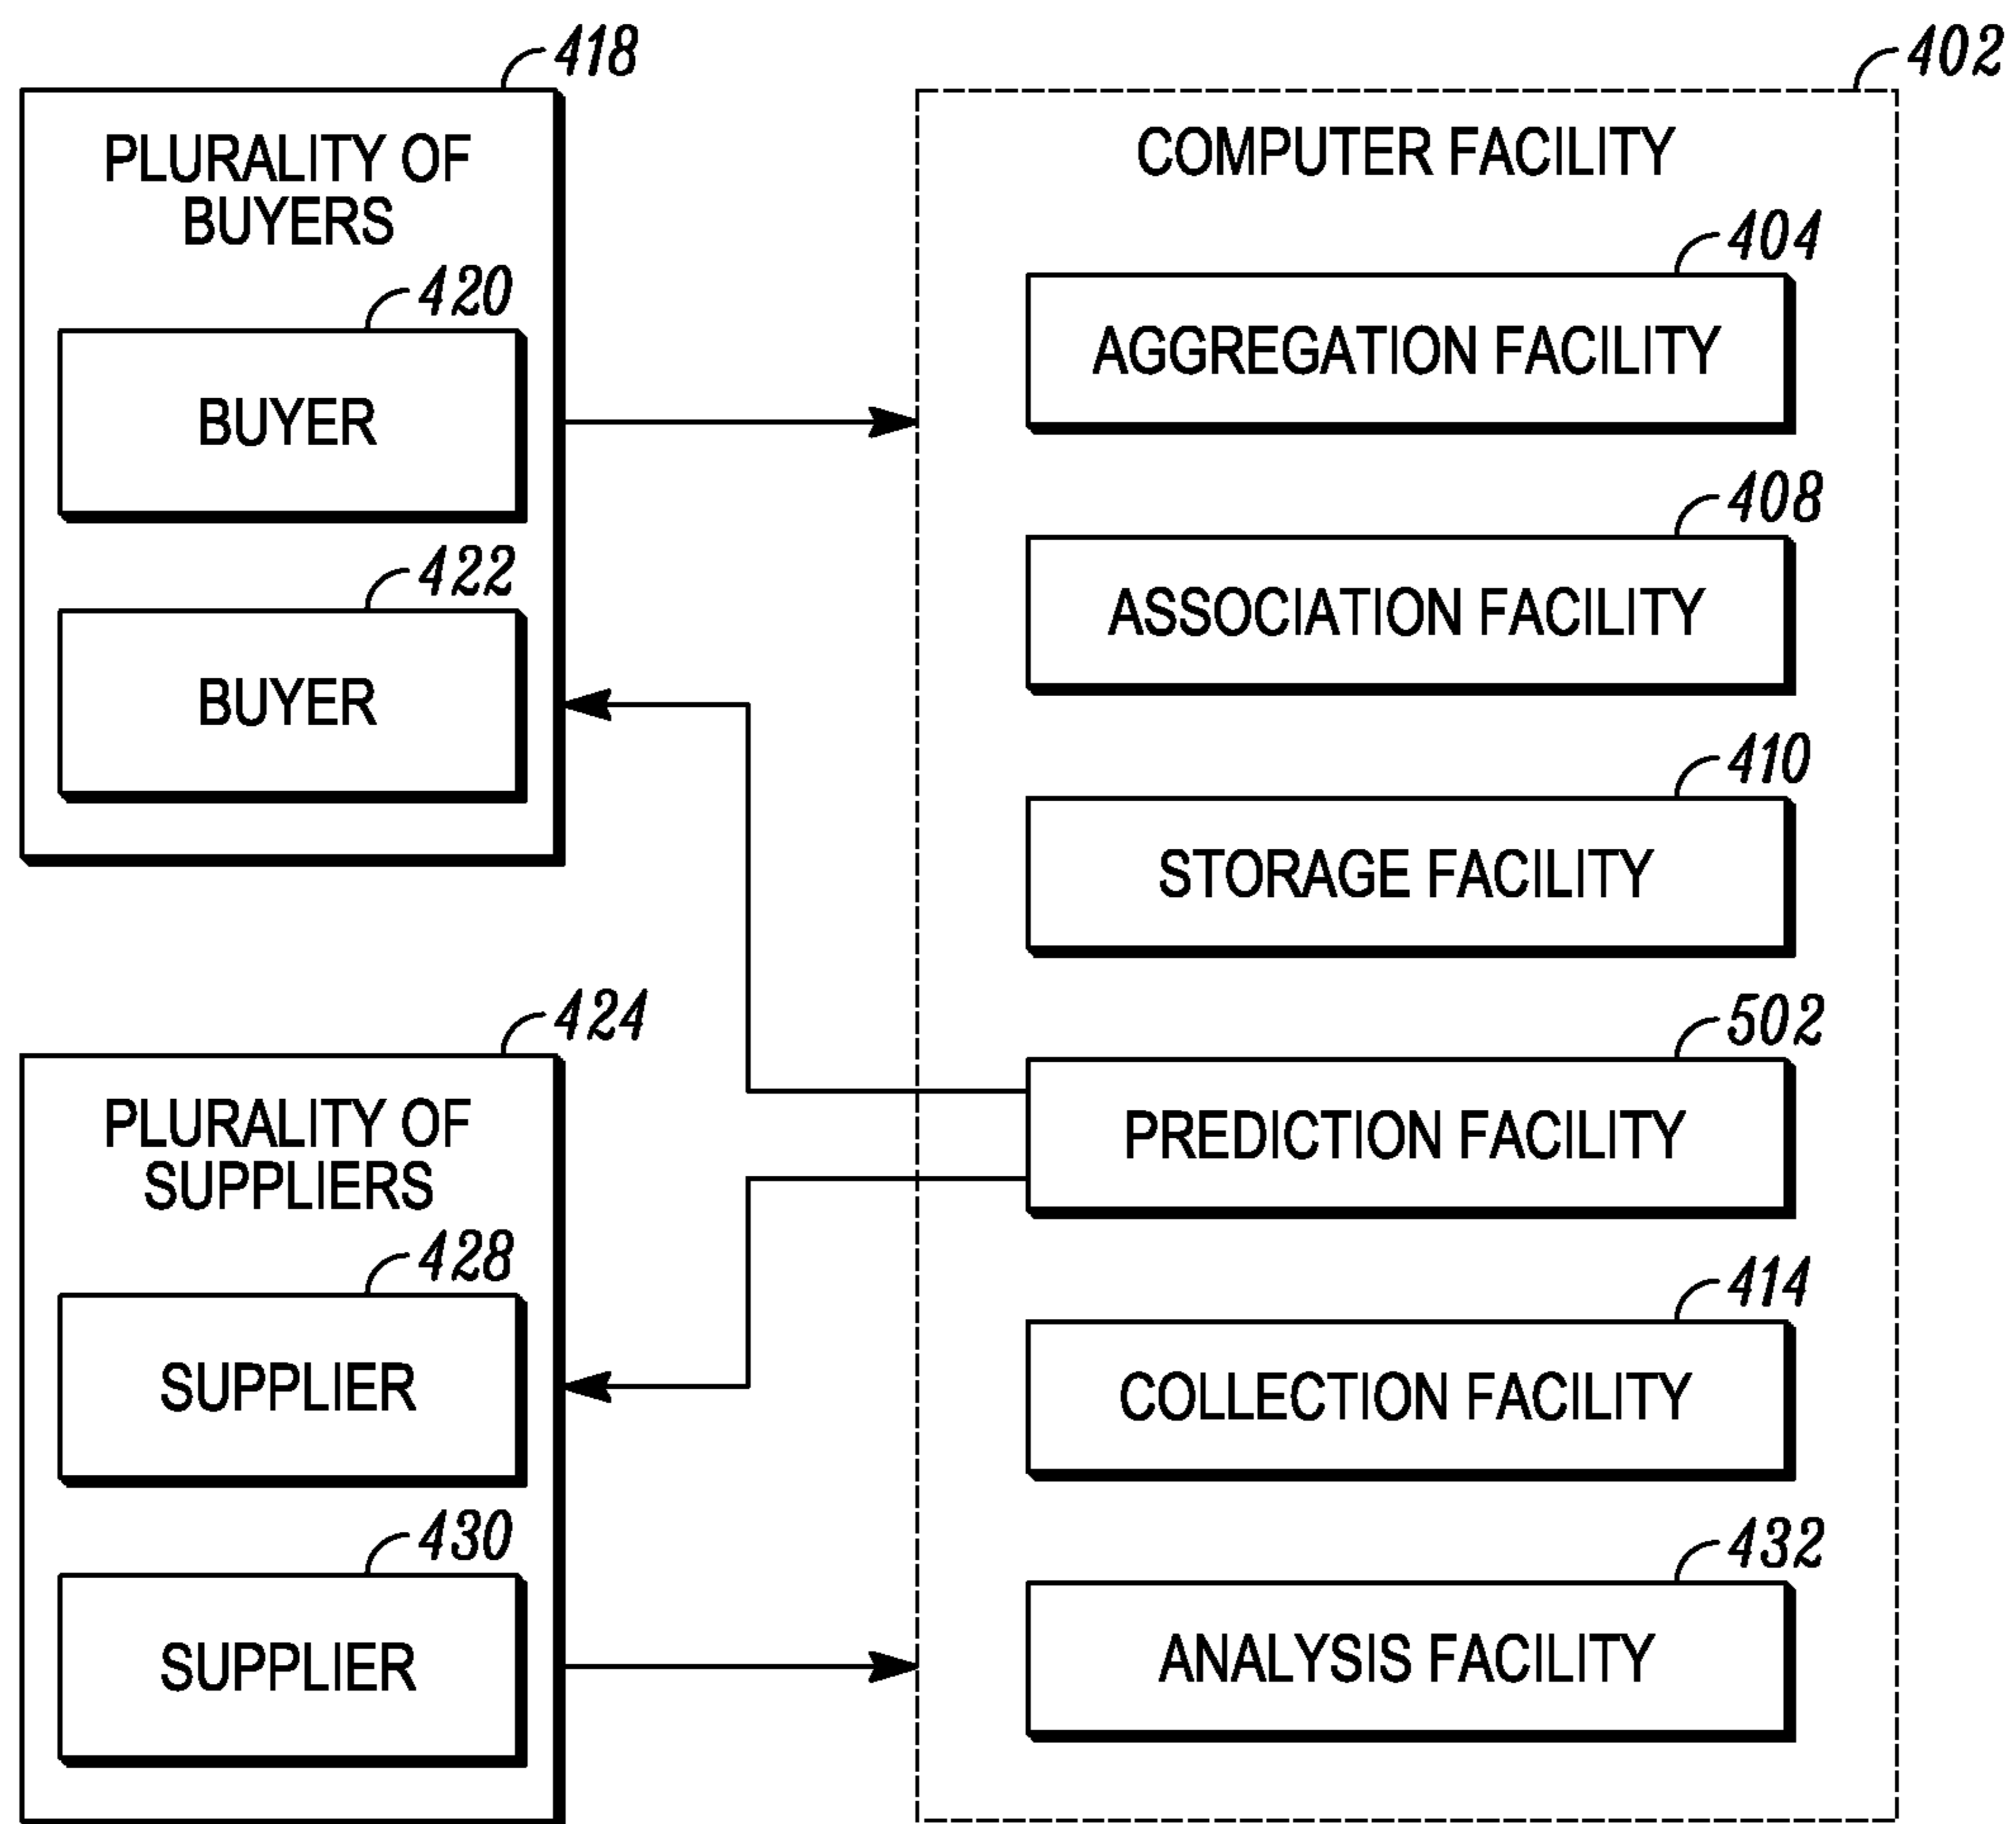 418
PLURALITY OF
BUYERS
420
BUYER
422
BUYER
424
PLURALITY OF
SUPPLIERS
428
SUPPLIER
430
SUPPLIER
402
COMPUTER FACILITY
404
AGGREGATION FACILITY
408
ASSOCIATION FACILITY
410
STORAGE FACILITY
502
PREDICTION FACILITY
414
COLLECTION FACILITY
432
ANALYSIS FACILITY